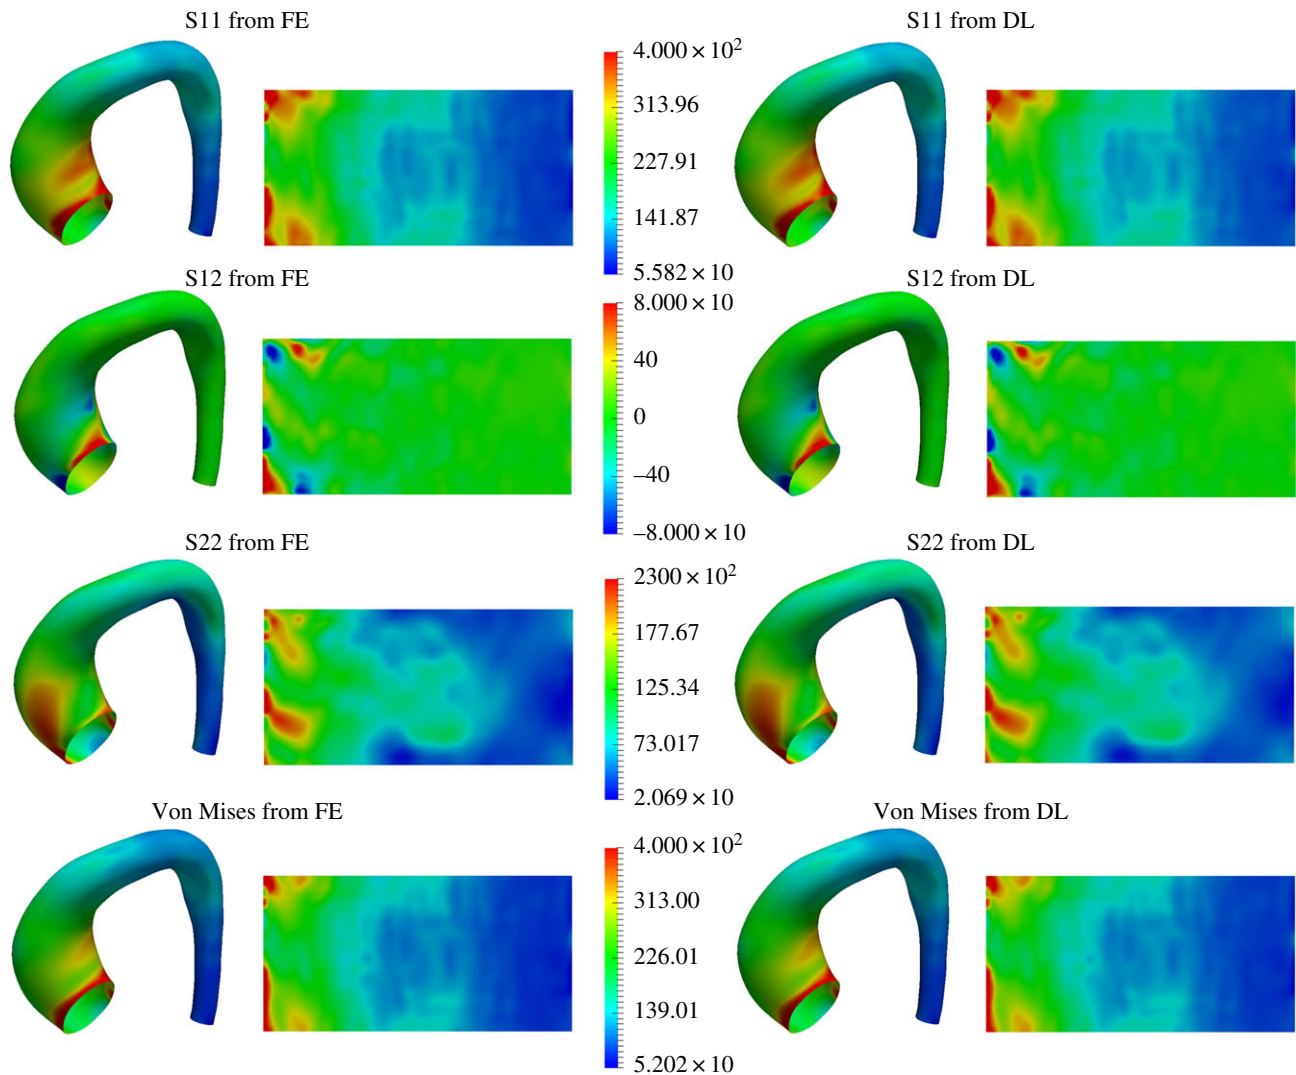 S11 from FE
S11 from DL
4.000 × 10²
313.96
227.91
141.87
5.582 × 10
S12 from FE
S12 from DL
8.000 × 10
40
0
–40
–8.000 × 10
S22 from FE
S22 from DL
2300 × 10²
177.67
125.34
73.017
2.069 × 10
Von Mises from FE
Von Mises from DL
4.000 × 10²
313.00
226.01
139.01
5.202 × 10